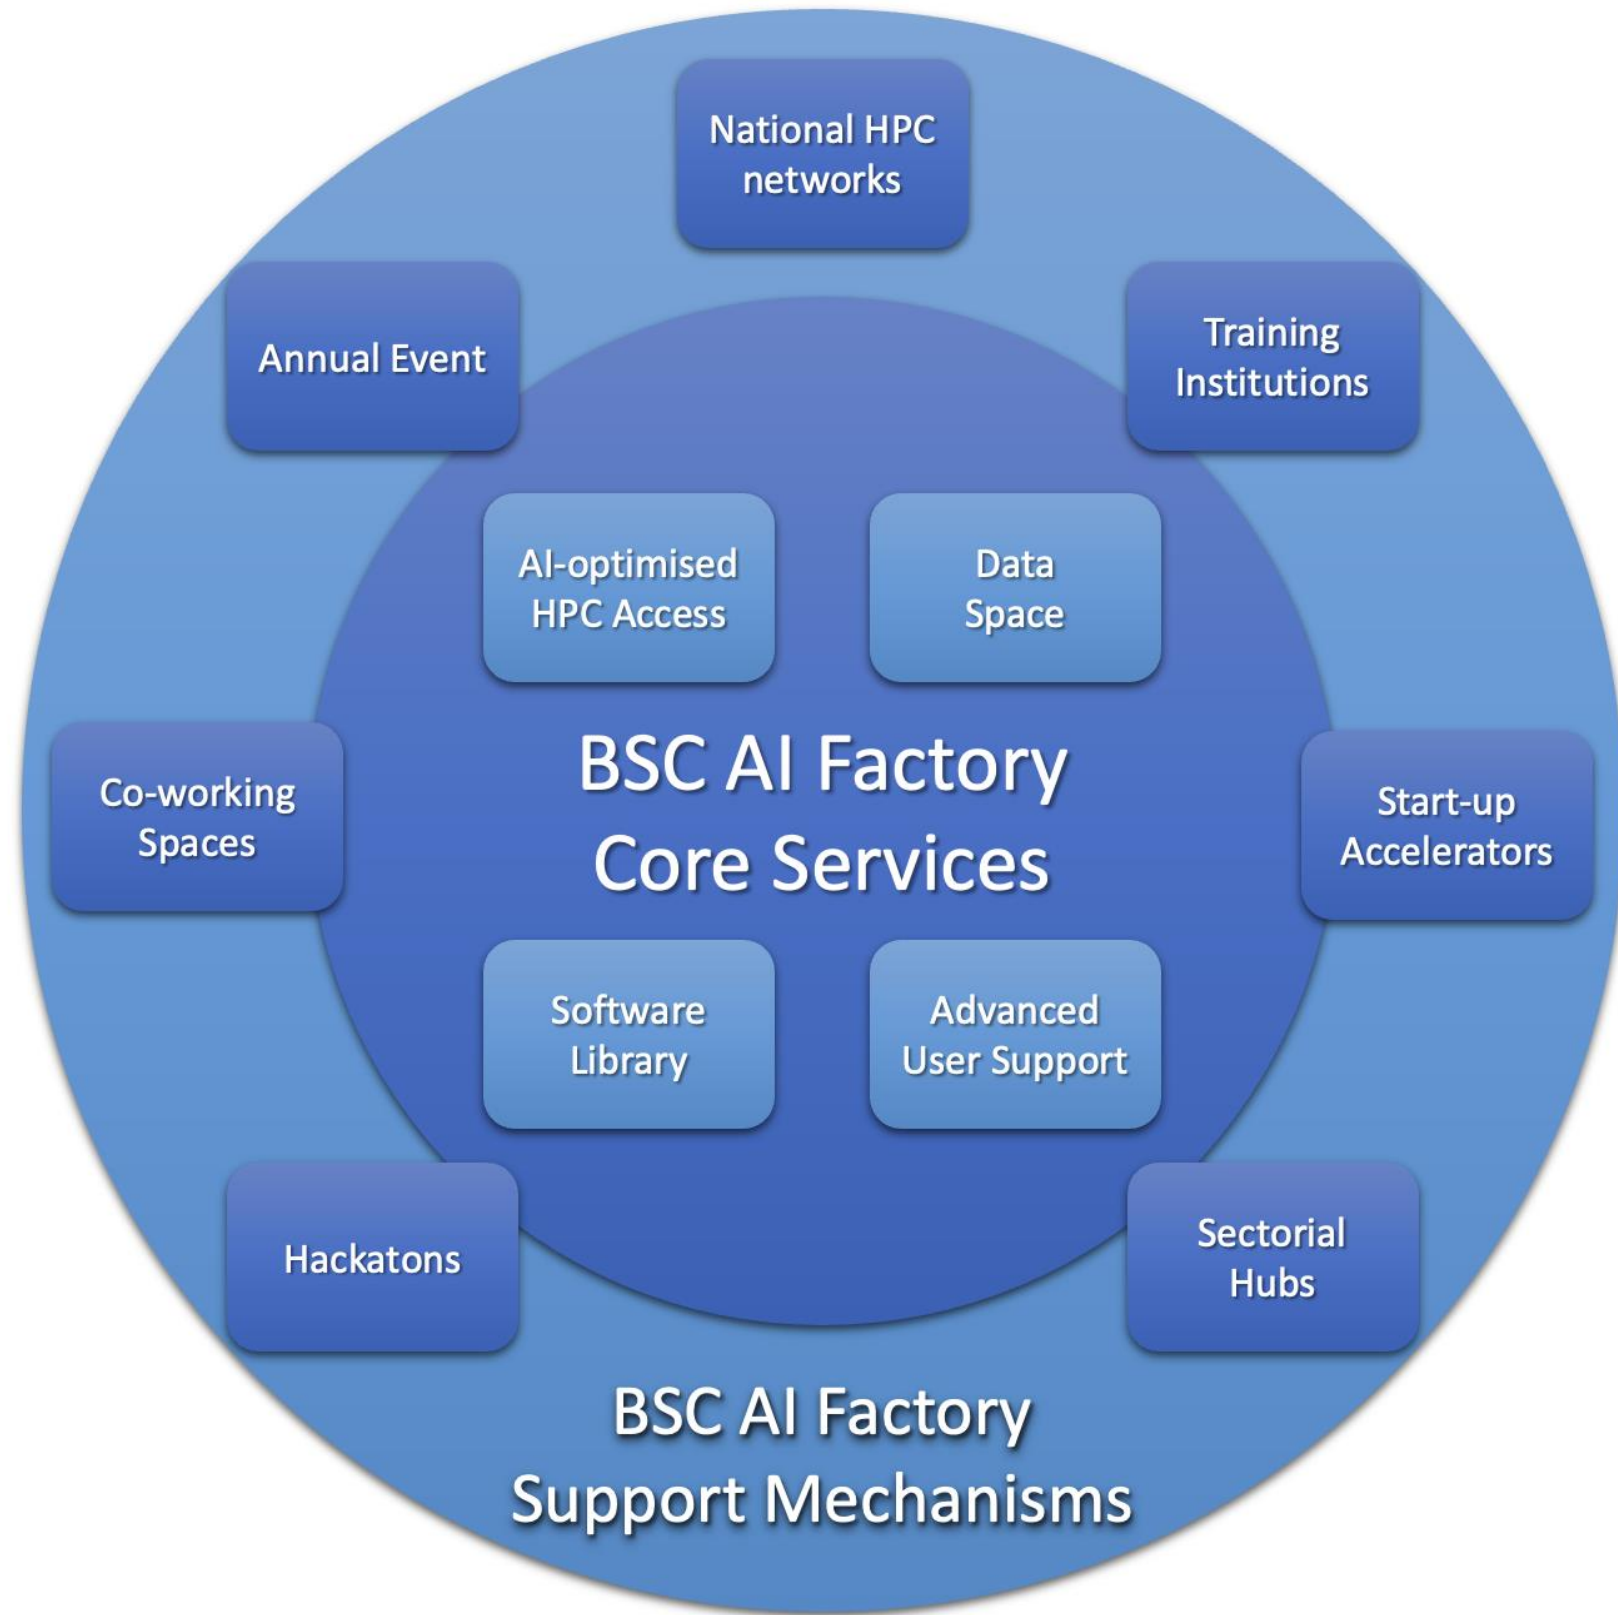 National HPC
networks
Annual Event
Training
Institutions
AI-optimised
HPC Access
Data
Space
BSC AI Factory
Core Services
Co-working
Spaces
Start-up
Accelerators
Software
Library
Advanced
User Support
Hackatons
Sectorial
Hubs
BSC AI Factory
Support Mechanisms